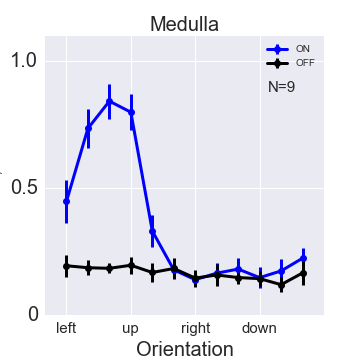 Medulla
ON
OFF
N=9
1.0
0.5
0
left up right down
Orientation